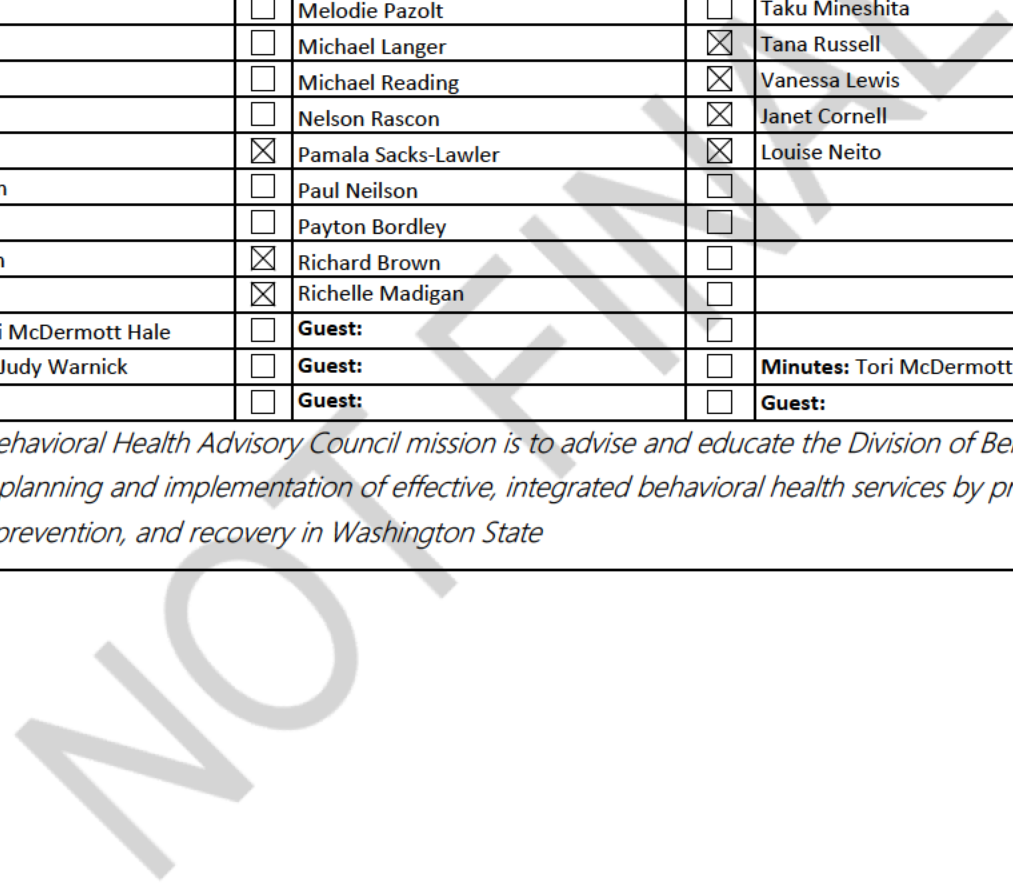 ☐ Melodie Pazolt ☐ Taku Mineshita
☐ Michael Langer ☒ Tana Russell
☐ Michael Reading ☒ Vanessa Lewis
☐ Nelson Rascon ☒ Janet Cornell
☒ Pamala Sacks-Lawler ☒ Louise Neito
☐ Paul Neilson ☐
☐ Payton Bordley ☐
☒ Richard Brown ☐
☒ Richelle Madigan ☐
i McDermott Hale ☐ Guest: ☐
Judy Warnick ☐ Guest: ☐ Minutes: Tori McDermott
☐ Guest: ☐ Guest:
ehavioral Health Advisory Council mission is to advise and educate the Division of Be
planning and implementation of effective, integrated behavioral health services by pr
prevention, and recovery in Washington State
NOT FINAL